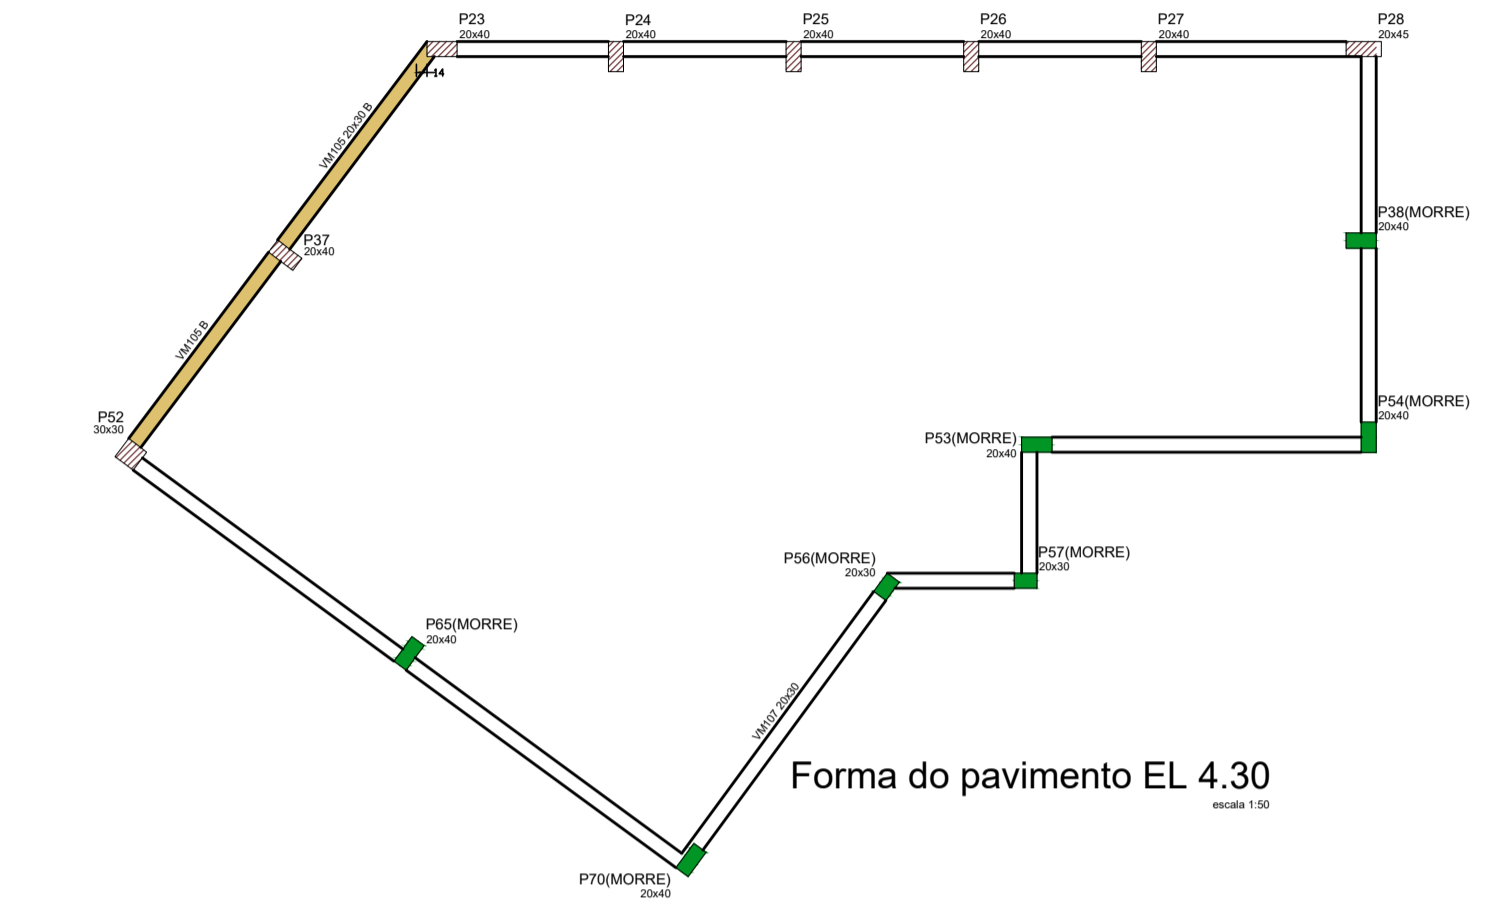 P23
20x40
P24
20x40
P25
20x40
P26
20x40
P27
20x40
P28
20x45
14
VM105 20x30 B
P38(MORRE)
20x40
P37
20x40
VM105 B
P54(MORRE)
20x40
P52
30x30
P53(MORRE)
20x40
P56(MORRE)
20x30
P57(MORRE)
20x30
P65(MORRE)
20x40
VM107 20x30
Forma do pavimento EL 4.30
escala 1:50
P70(MORRE)
20x40